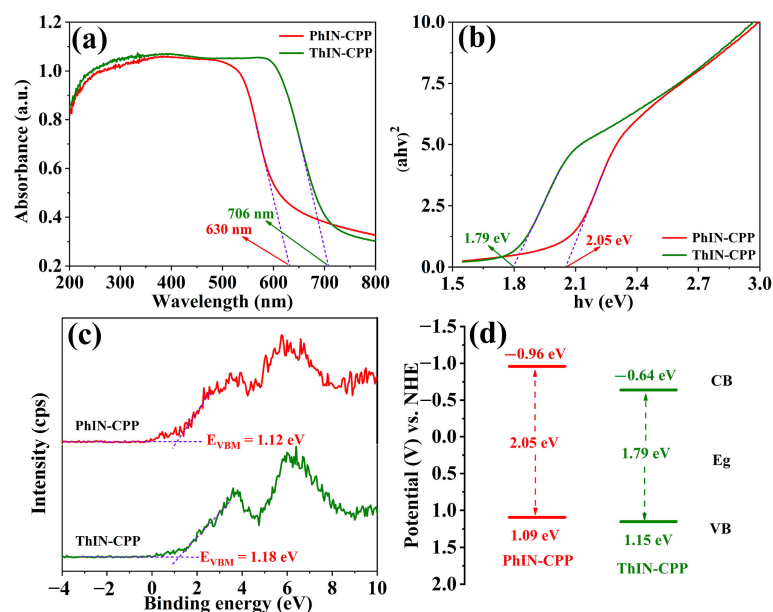 (a)
PhIN-CPP
ThIN-CPP
Absorbance (a.u.)
1.2
1.0
0.8
0.6
0.4
0.2
706 nm
630 nm
200 300 400 500 600 700 800
Wavelength (nm)
(b)
(ahv)²
10.0
7.5
5.0
2.5
0.0
1.79 eV
2.05 eV
PhIN-CPP
ThIN-CPP
1.5 1.8 2.1 2.4 2.7 3.0
hv (eV)
(c)
Intensity (cps)
PhIN-CPP
E_VBM = 1.12 eV
ThIN-CPP
E_VBM = 1.18 eV
−4 −2 0 2 4 6 8 10
Binding energy (eV)
(d)
Potential (V) vs. NHE
−1.5
−1.0
−0.5
0.0
0.5
1.0
1.5
2.0
−0.96 eV
−0.64 eV
CB
2.05 eV
1.79 eV
Eg
1.09 eV
1.15 eV
VB
PhIN-CPP
ThIN-CPP